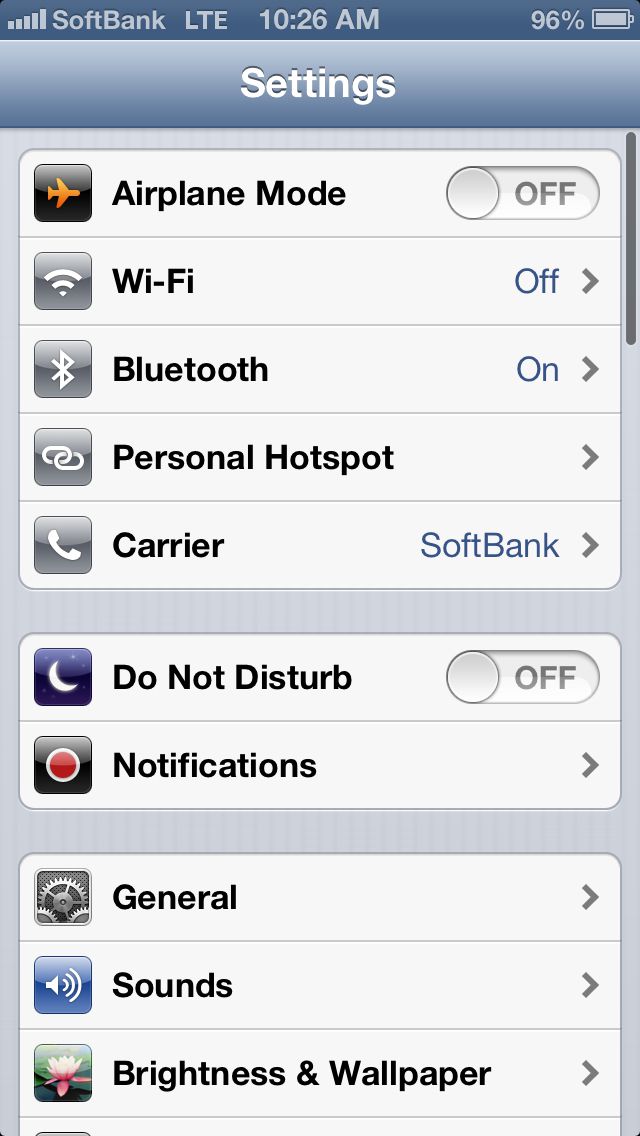 SoftBank LTE 10:26 AM 96%
Settings
Airplane Mode OFF
Wi-Fi Off
Bluetooth On
Personal Hotspot
Carrier SoftBank
Do Not Disturb OFF
Notifications
General
Sounds
Brightness & Wallpaper